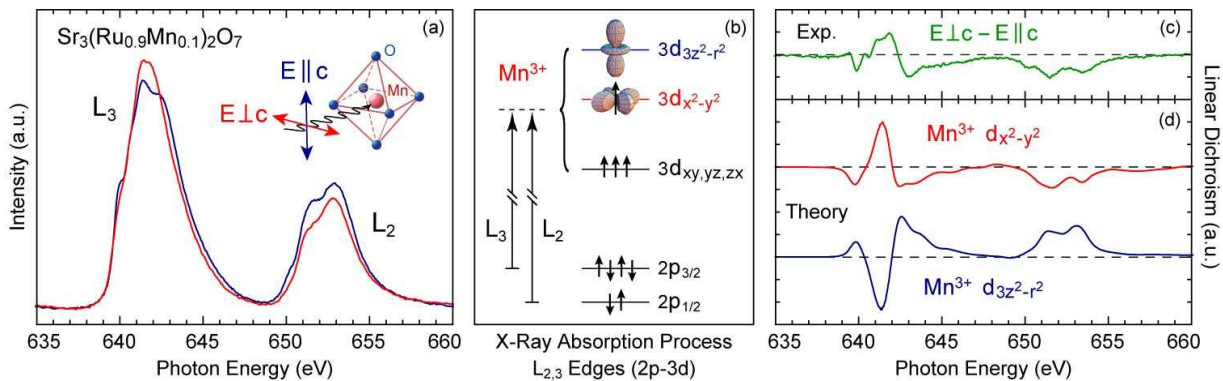 Sr3(Ru0.9Mn0.1)2O7
(a)
O
E∥c
Mn
L3
E⊥c
L2
Intensity (a.u.)
635 640 645 650 655 660
Photon Energy (eV)
(b)
3d3z²-r²
Mn3+
3dx²-y²
3dxy,yz,zx
L3
L2
2p3/2
2p1/2
X-Ray Absorption Process
L2,3 Edges (2p-3d)
Exp.
E⊥c – E∥c
(c)
(d)
Mn3+ dx²-y²
Theory
Mn3+ d3z²-r²
635 640 645 650 655 660
Photon Energy (eV)
Linear Dichroism (a.u.)